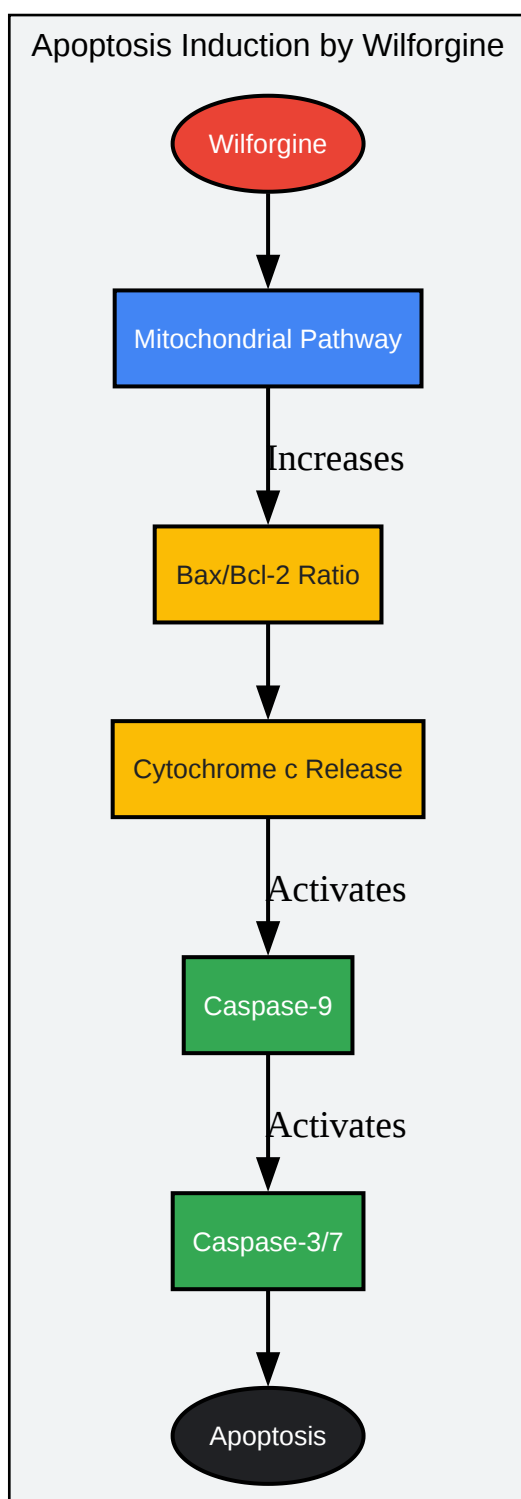 Apoptosis Induction by Wilforgine
Wilforgine
Mitochondrial Pathway
Increases
Bax/Bcl-2 Ratio
Cytochrome c Release
Activates
Caspase-9
Activates
Caspase-3/7
Apoptosis